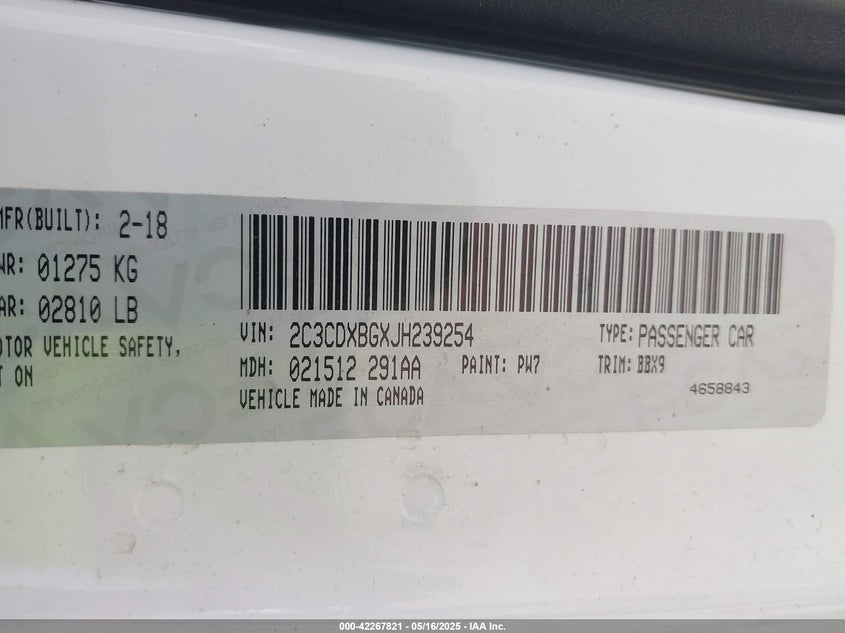 MFR(BUILT): 2-18
WR: 01275 KG
AR: 02810 LB
OTOR VEHICLE SAFETY,
T ON
VIN: 2C3CDXBGXJH239254 TYPE: PASSENGER CAR
MDH: 021512 291AA PAINT: PW7 TRIM: BBX9
VEHICLE MADE IN CANADA 4658843
000-42267821 - 05/16/2025 - IAA Inc.